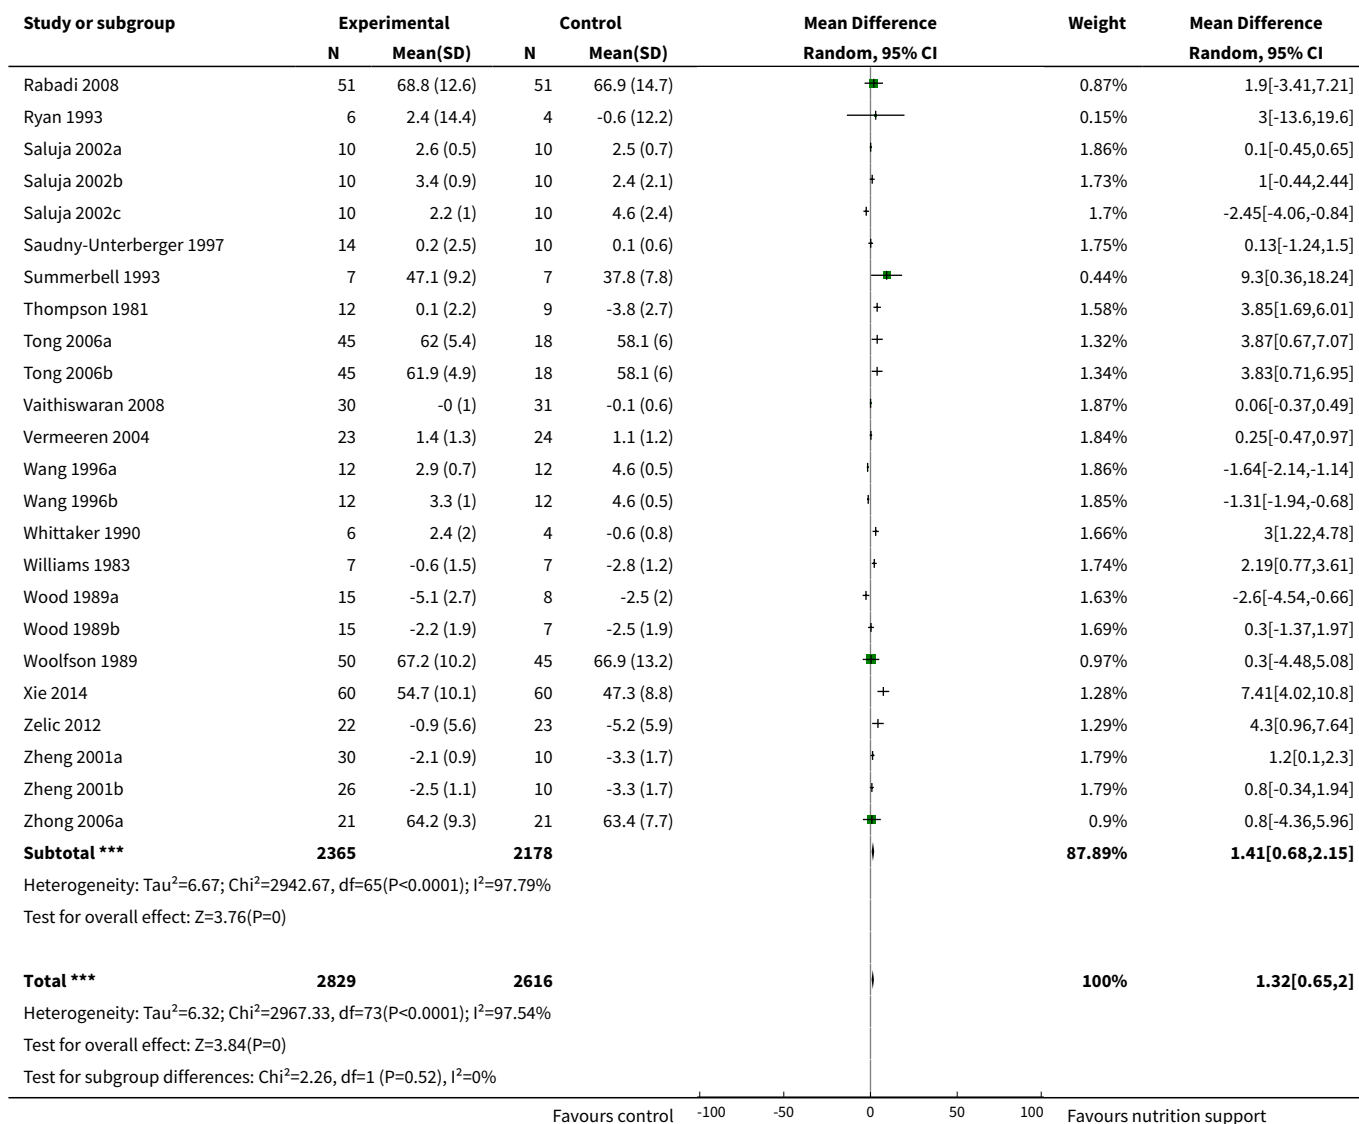 Study or subgroup Experimental Control Mean Difference Weight Mean Difference
N Mean(SD) N Mean(SD) Random, 95% CI Random, 95% CI
Rabadi 2008 51 68.8 (12.6) 51 66.9 (14.7) 0.87% 1.9[-3.41,7.21]
Ryan 1993 6 2.4 (14.4) 4 -0.6 (12.2) 0.15% 3[-13.6,19.6]
Saluja 2002a 10 2.6 (0.5) 10 2.5 (0.7) 1.86% 0.1[-0.45,0.65]
Saluja 2002b 10 3.4 (0.9) 10 2.4 (2.1) 1.73% 1[-0.44,2.44]
Saluja 2002c 10 2.2 (1) 10 4.6 (2.4) 1.7% -2.45[-4.06,-0.84]
Saudny-Unterberger 1997 14 0.2 (2.5) 10 0.1 (0.6) 1.75% 0.13[-1.24,1.5]
Summerbell 1993 7 47.1 (9.2) 7 37.8 (7.8) 0.44% 9.3[0.36,18.24]
Thompson 1981 12 0.1 (2.2) 9 -3.8 (2.7) 1.58% 3.85[1.69,6.01]
Tong 2006a 45 62 (5.4) 18 58.1 (6) 1.32% 3.87[0.67,7.07]
Tong 2006b 45 61.9 (4.9) 18 58.1 (6) 1.34% 3.83[0.71,6.95]
Vaithiswaran 2008 30 -0 (1) 31 -0.1 (0.6) 1.87% 0.06[-0.37,0.49]
Vermeeren 2004 23 1.4 (1.3) 24 1.1 (1.2) 1.84% 0.25[-0.47,0.97]
Wang 1996a 12 2.9 (0.7) 12 4.6 (0.5) 1.86% -1.64[-2.14,-1.14]
Wang 1996b 12 3.3 (1) 12 4.6 (0.5) 1.85% -1.31[-1.94,-0.68]
Whittaker 1990 6 2.4 (2) 4 -0.6 (0.8) 1.66% 3[1.22,4.78]
Williams 1983 7 -0.6 (1.5) 7 -2.8 (1.2) 1.74% 2.19[0.77,3.61]
Wood 1989a 15 -5.1 (2.7) 8 -2.5 (2) 1.63% -2.6[-4.54,-0.66]
Wood 1989b 15 -2.2 (1.9) 7 -2.5 (1.9) 1.69% 0.3[-1.37,1.97]
Woolfson 1989 50 67.2 (10.2) 45 66.9 (13.2) 0.97% 0.3[-4.48,5.08]
Xie 2014 60 54.7 (10.1) 60 47.3 (8.8) 1.28% 7.41[4.02,10.8]
Zelic 2012 22 -0.9 (5.6) 23 -5.2 (5.9) 1.29% 4.3[0.96,7.64]
Zheng 2001a 30 -2.1 (0.9) 10 -3.3 (1.7) 1.79% 1.2[0.1,2.3]
Zheng 2001b 26 -2.5 (1.1) 10 -3.3 (1.7) 1.79% 0.8[-0.34,1.94]
Zhong 2006a 21 64.2 (9.3) 21 63.4 (7.7) 0.9% 0.8[-4.36,5.96]
Subtotal *** 2365 2178 87.89% 1.41[0.68,2.15]
Heterogeneity: Tau²=6.67; Chi²=2942.67, df=65(P<0.0001); I²=97.79%
Test for overall effect: Z=3.76(P=0)
Total *** 2829 2616 100% 1.32[0.65,2]
Heterogeneity: Tau²=6.32; Chi²=2967.33, df=73(P<0.0001); I²=97.54%
Test for overall effect: Z=3.84(P=0)
Test for subgroup differences: Chi²=2.26, df=1 (P=0.52), I²=0%
Favours control -100 -50 0 50 100 Favours nutrition support